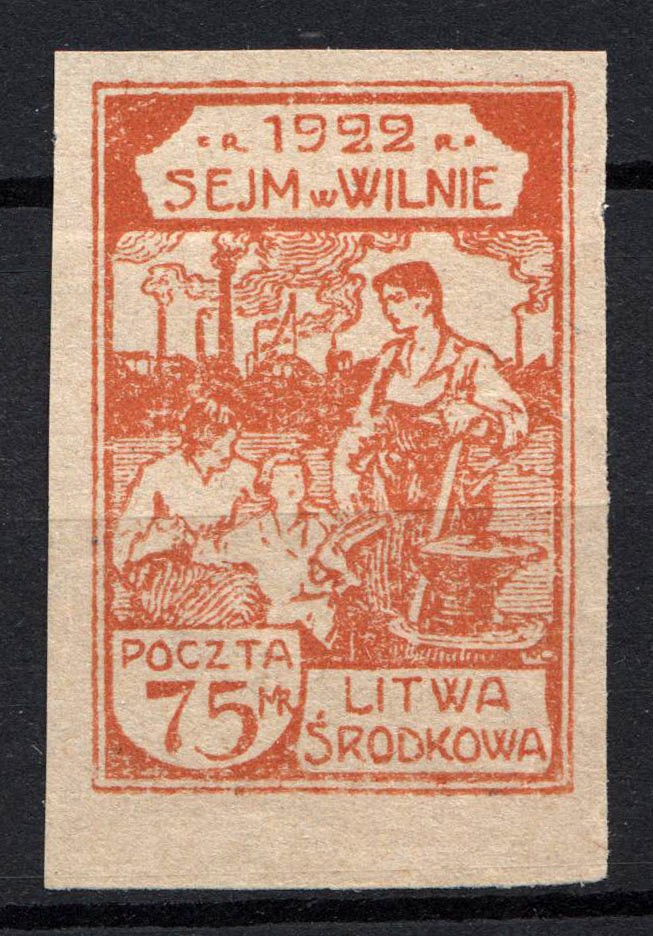 R 1922 R
SEJM w WILNIE
POCZTA
75 MK
LITWA
ŚRODKOWA